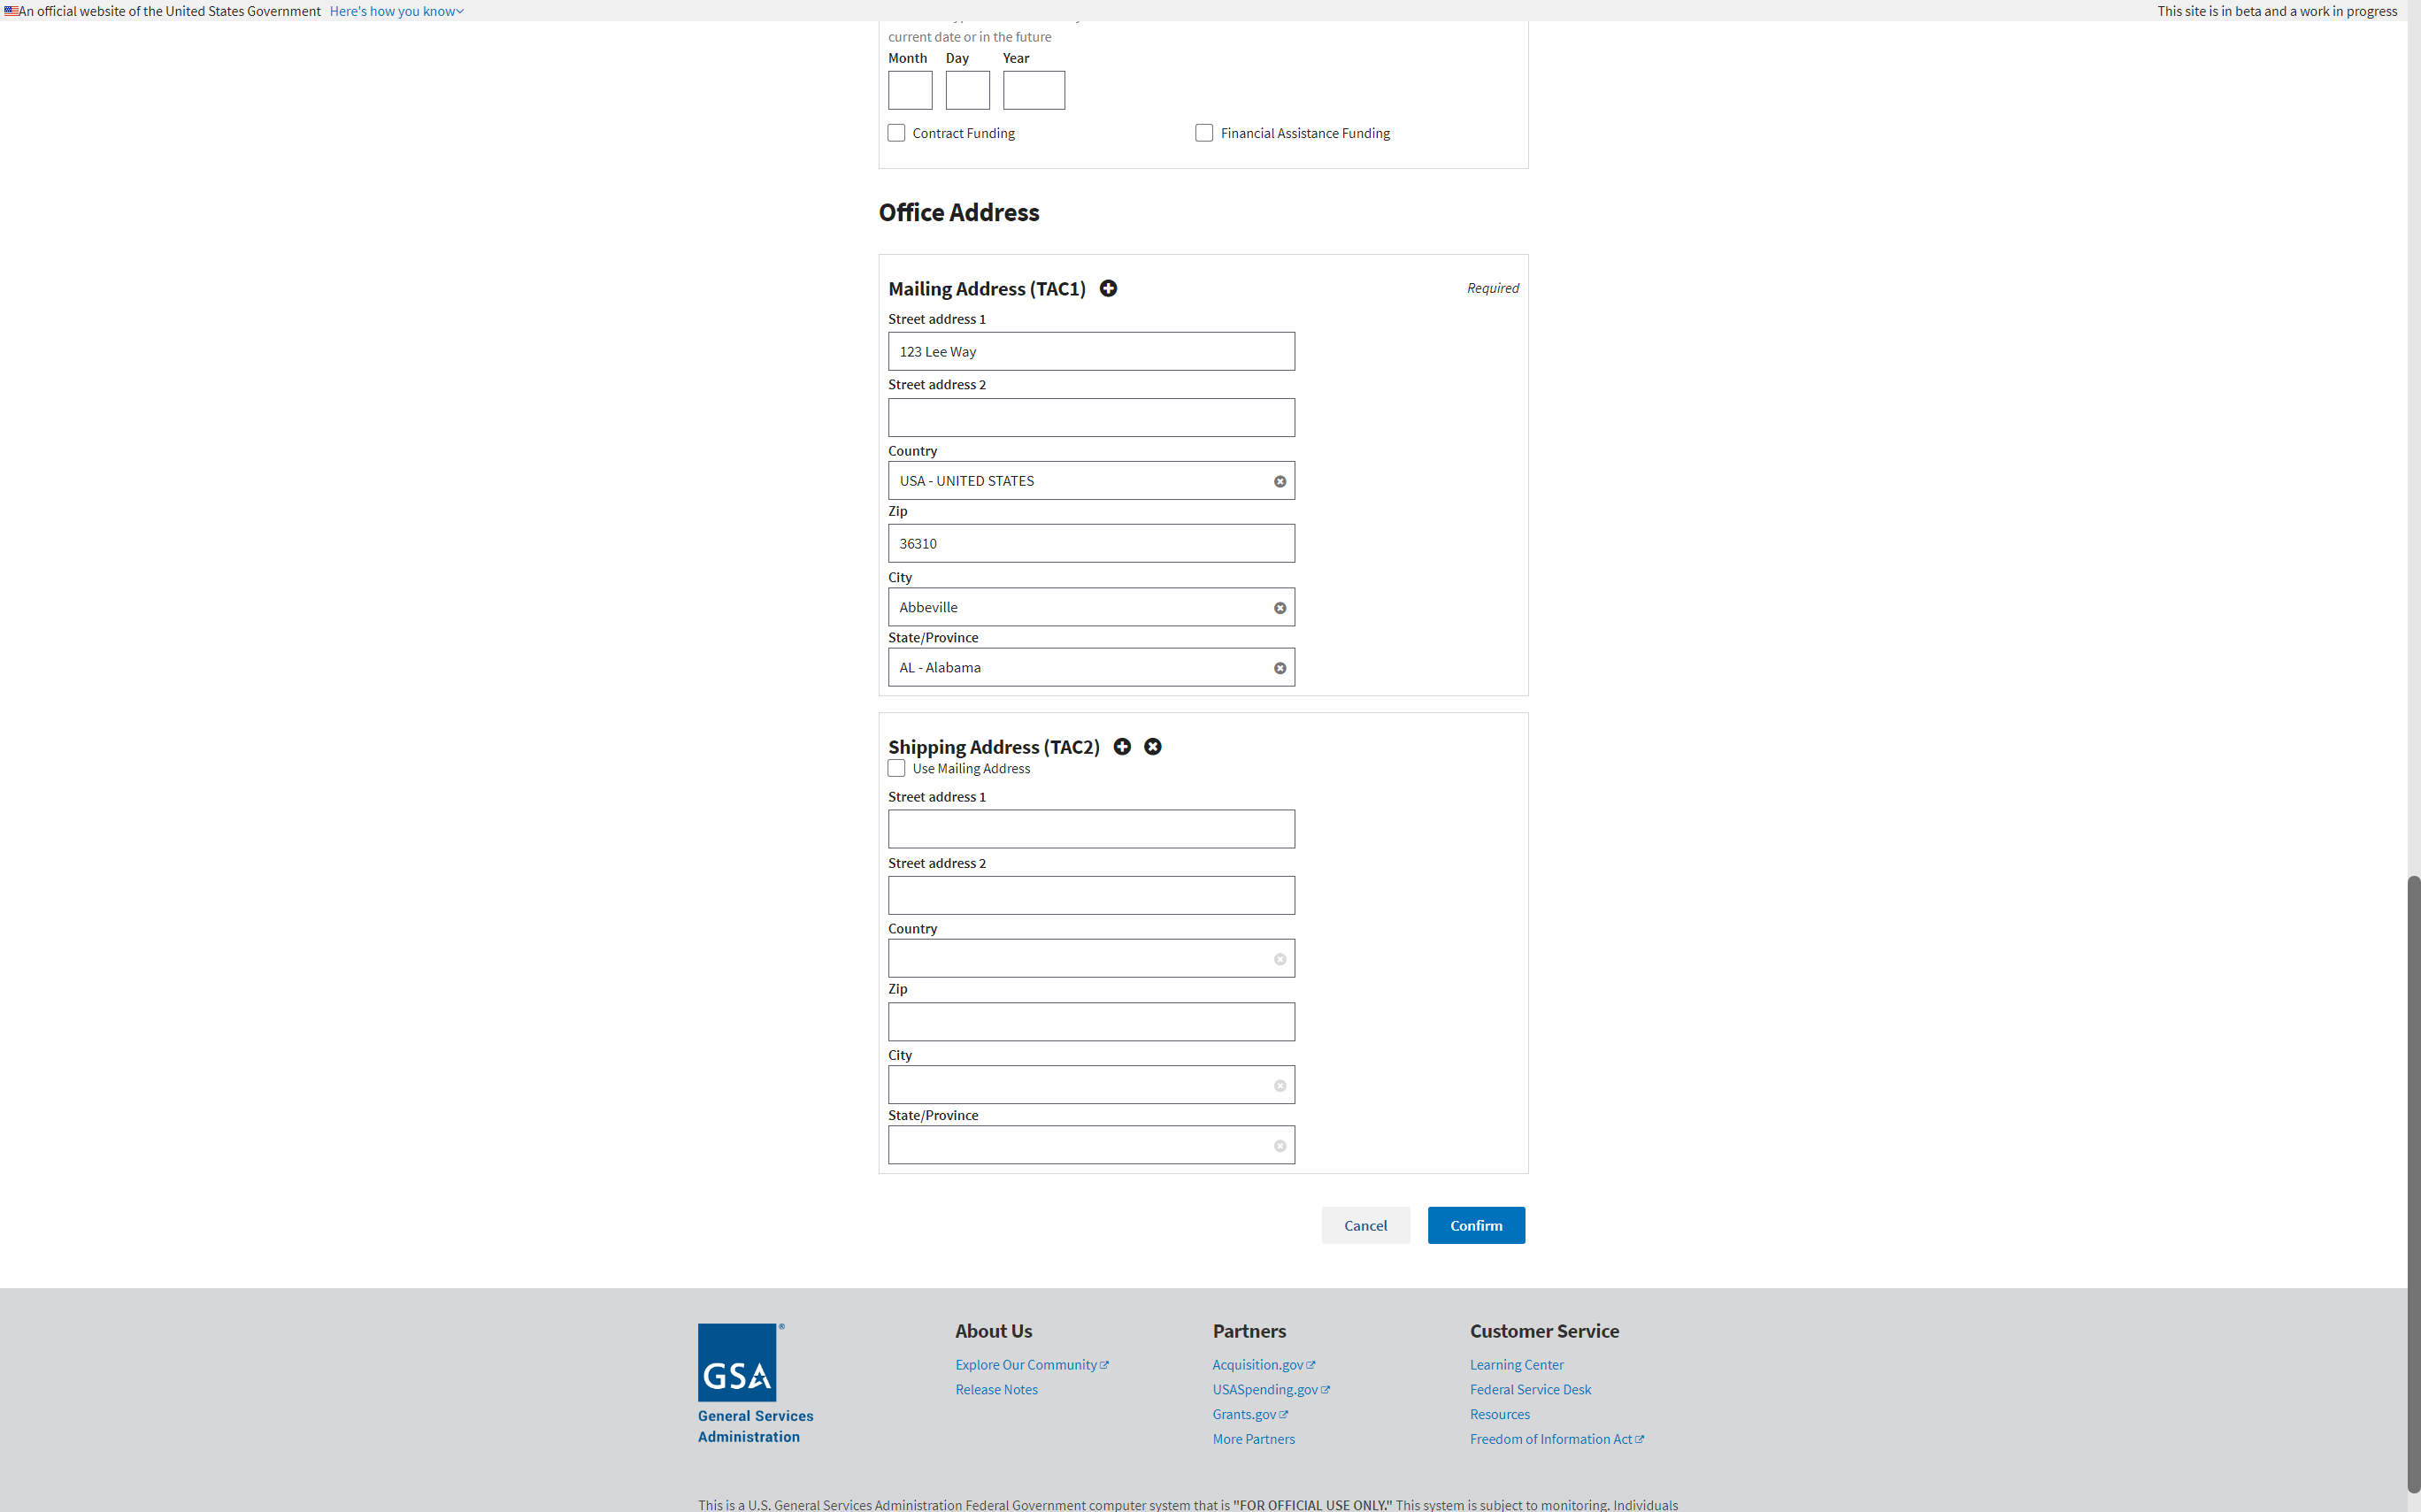 An official website of the United States Government Here's how you know
This site is in beta and a work in progress
current date or in the future
Month Day Year
Contract Funding Financial Assistance Funding
Office Address
Mailing Address (TAC1) Required
Street address 1
123 Lee Way
Street address 2
Country
USA - UNITED STATES
Zip
36310
City
Abbeville
State/Province
AL - Alabama
Shipping Address (TAC2)
Use Mailing Address
Street address 1
Street address 2
Country
Zip
City
State/Province
Cancel Confirm
GSA ®
General Services
Administration
About Us
Explore Our Community
Release Notes
Partners
Acquisition.gov
USASpending.gov
Grants.gov
More Partners
Customer Service
Learning Center
Federal Service Desk
Resources
Freedom of Information Act
This is a U.S. General Services Administration Federal Government computer system that is "FOR OFFICIAL USE ONLY." This system is subject to monitoring. Individuals